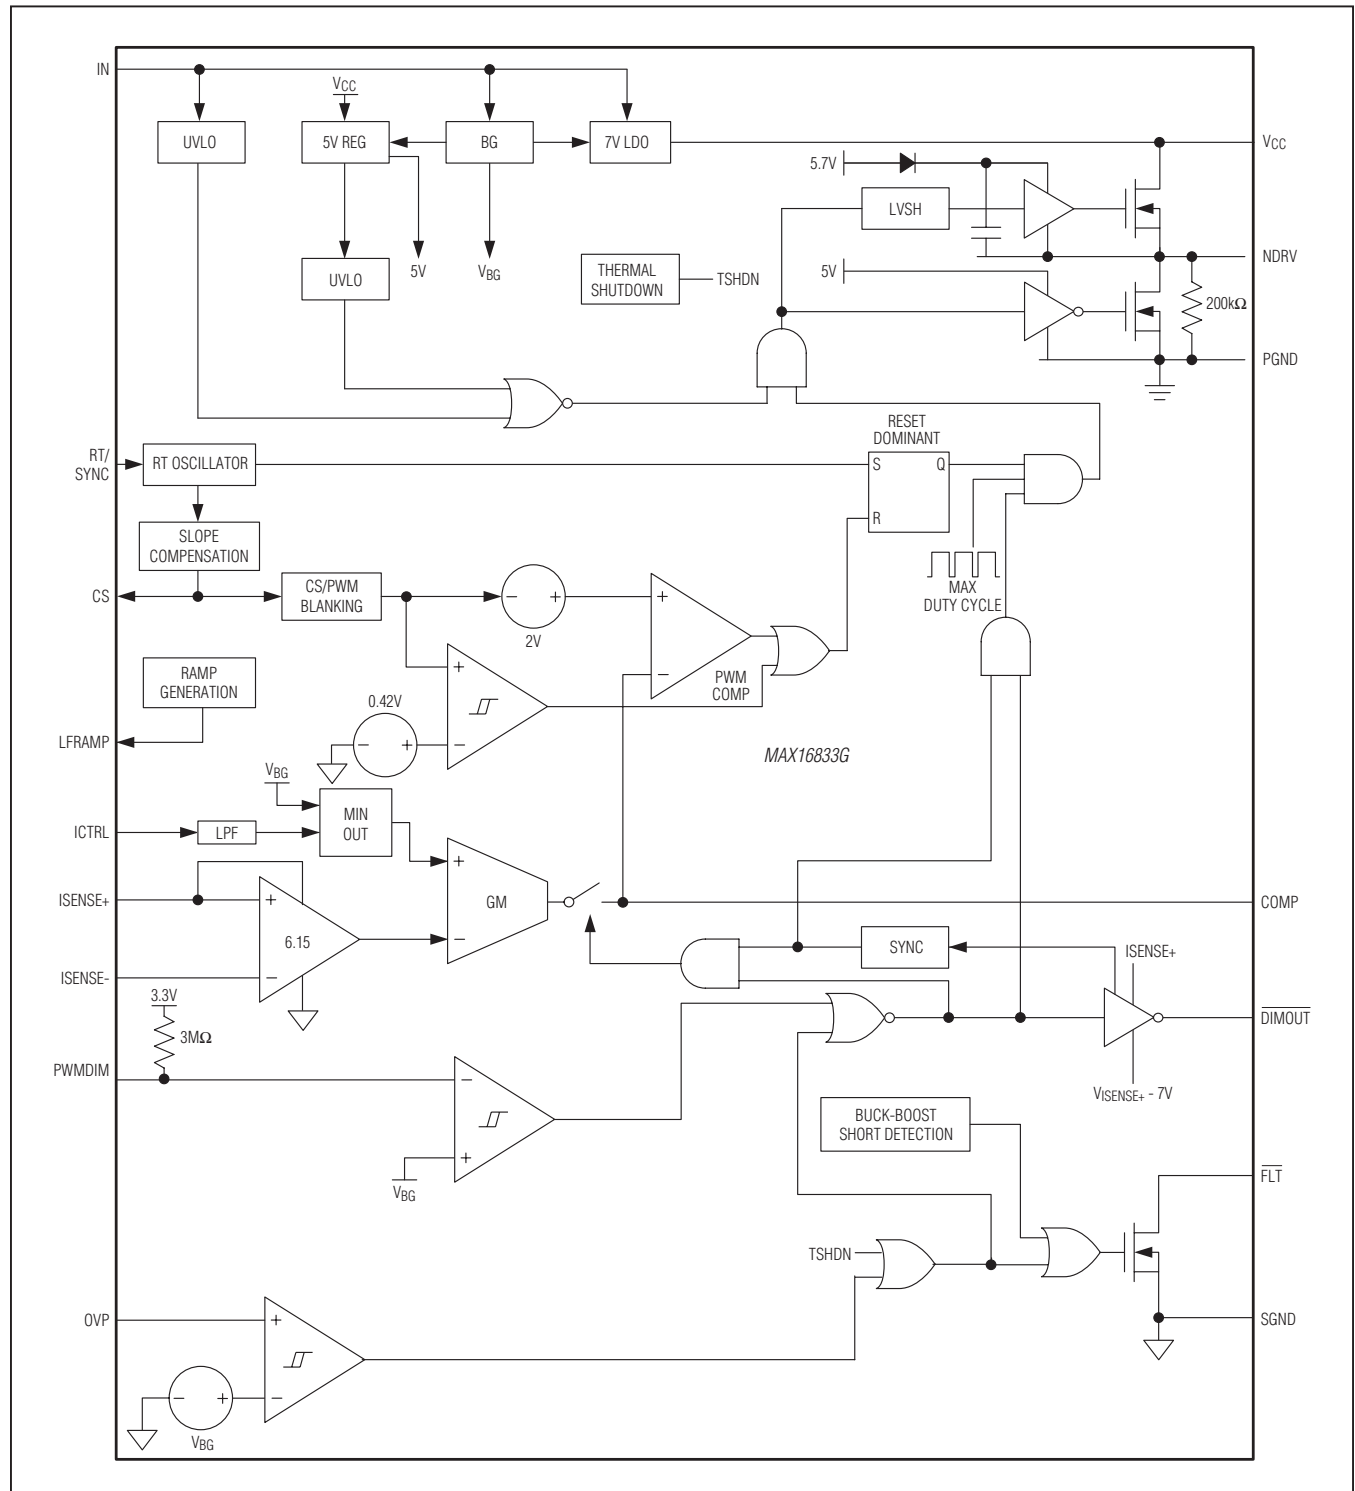 IN
VCC
UVLO
5V REG
BG
7V LDO
VCC
5.7V
LVSH
5V
VBG
UVLO
THERMAL
SHUTDOWN
TSHDN
5V
NDRV
200kΩ
PGND
RT/
SYNC
RT OSCILLATOR
RESET
DOMINANT
S
Q
R
SLOPE
COMPENSATION
CS
CS/PWM
BLANKING
− +
2V
+
−
PWM
COMP
MAX
DUTY CYCLE
RAMP
GENERATION
LFRAMP
0.42V
− +
+
−
MAX16833G
VBG
MIN
OUT
ICTRL
LPF
+
−
GM
ISENSE+
+
6.15
−
ISENSE-
COMP
SYNC
ISENSE+
DIMOUT
VISENSE+ - 7V
3.3V
3MΩ
PWMDIM
−
+
VBG
BUCK-BOOST
SHORT DETECTION
FLT
TSHDN
OVP
+
−
− +
VBG
SGND